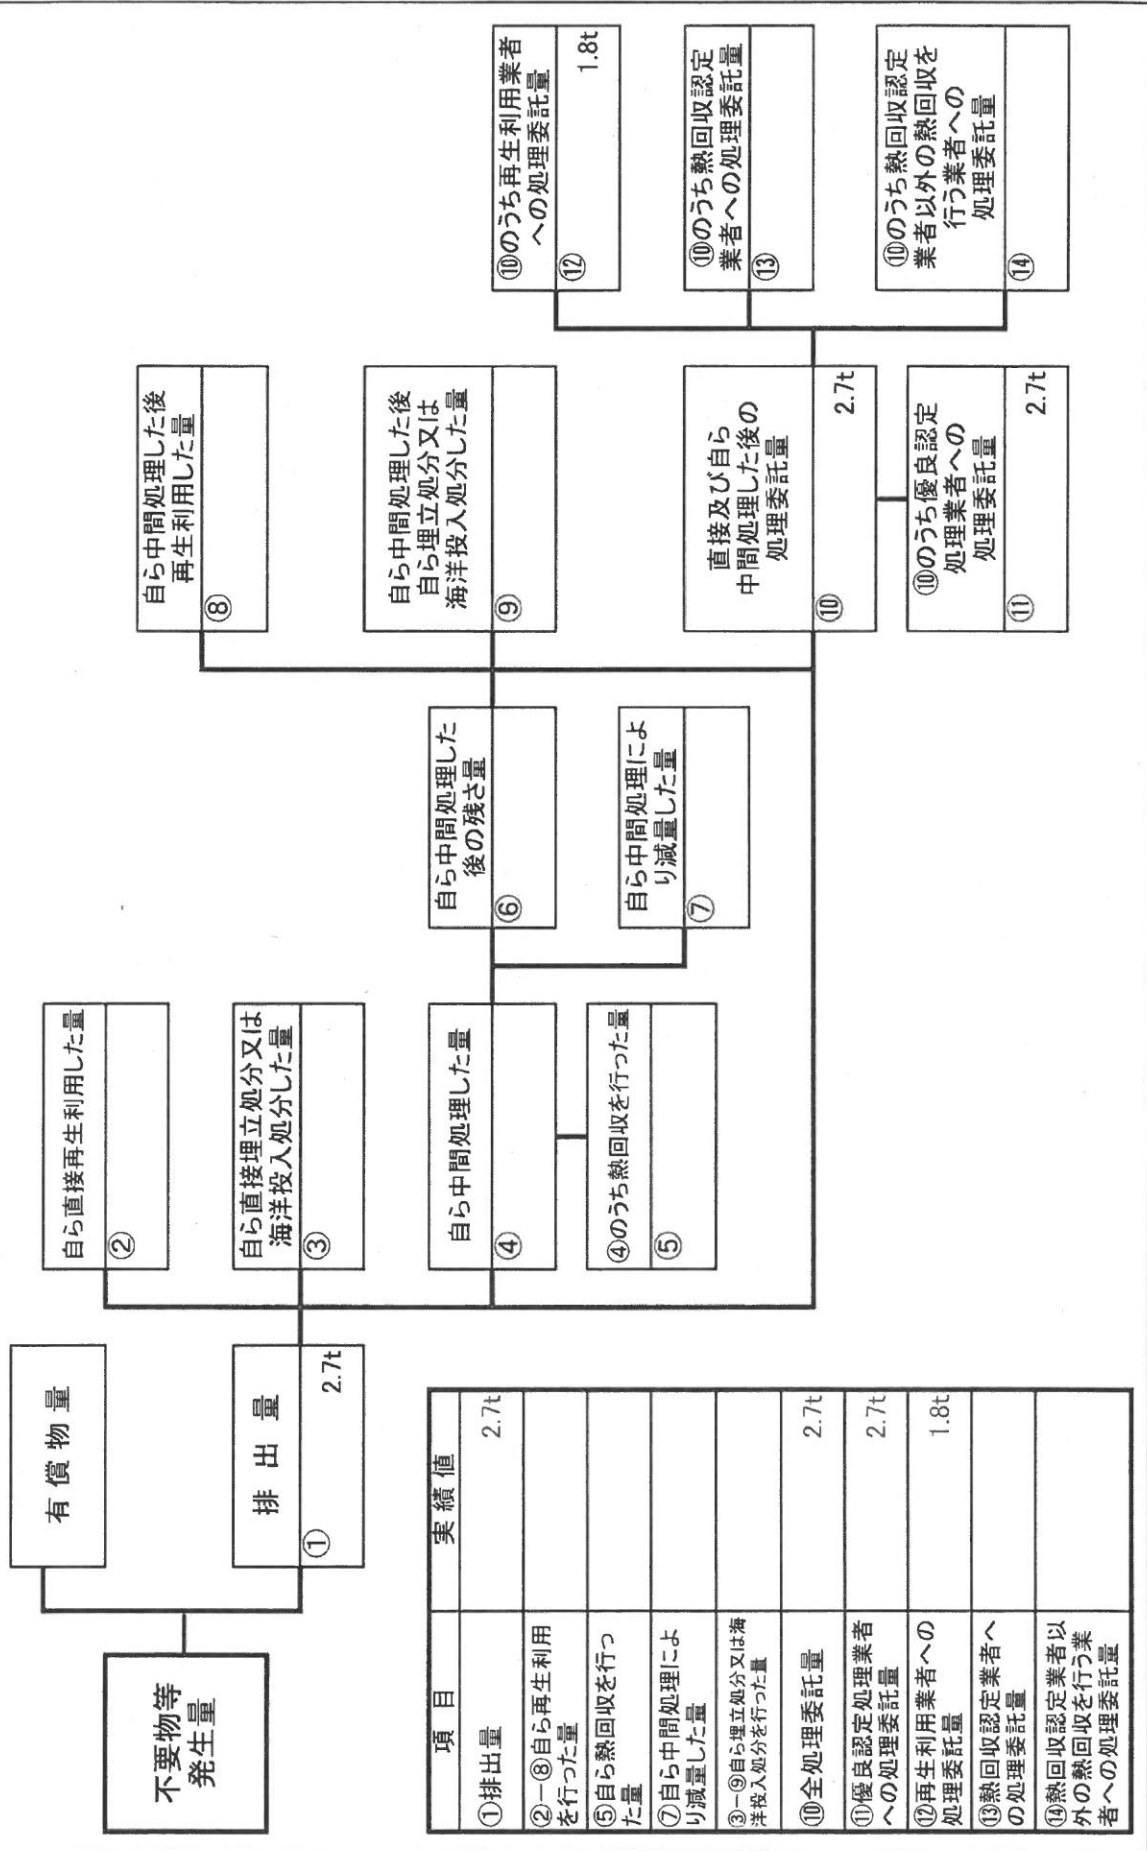 不要物等
発生量
有償物量
排出量
①
2.7t
自ら直接再生利用した量
②
自ら直接埋立処分又は
海洋投入処分した量
③
自ら中間処理した量
④
④のうち熱回収を行った量
⑤
自ら中間処理した
後の残さ量
⑥
自ら中間処理によ
り減量した量
⑦
自ら中間処理した後
再生利用した量
⑧
自ら中間処理した後
自ら埋立処分又は
海洋投入処分した量
⑨
直接及び自ら
中間処理した後の
処理委託量
⑩
2.7t
⑩のうち優良認定
処理業者への
処理委託量
⑪
2.7t
⑩のうち再生利用業者
への処理委託量
⑫
1.8t
⑩のうち熱回収認定
業者への処理委託量
⑬
⑩のうち熱回収認定
業者以外の熱回収を
行う業者への
処理委託量
⑭
項目 実績値
①排出量 2.7t
②－⑧自ら再生利用
を行った量
⑤自ら熱回収を行っ
た量
⑦自ら中間処理によ
り減量した量
③－⑨自ら埋立処分又は海
洋投入処分を行った量
⑩全処理委託量 2.7t
⑪優良認定処理業者
への処理委託量 2.7t
⑫再生利用業者への
処理委託量 1.8t
⑬熱回収認定業者へ
の処理委託量
⑭熱回収認定業者以
外の熱回収を行う業
者への処理委託量